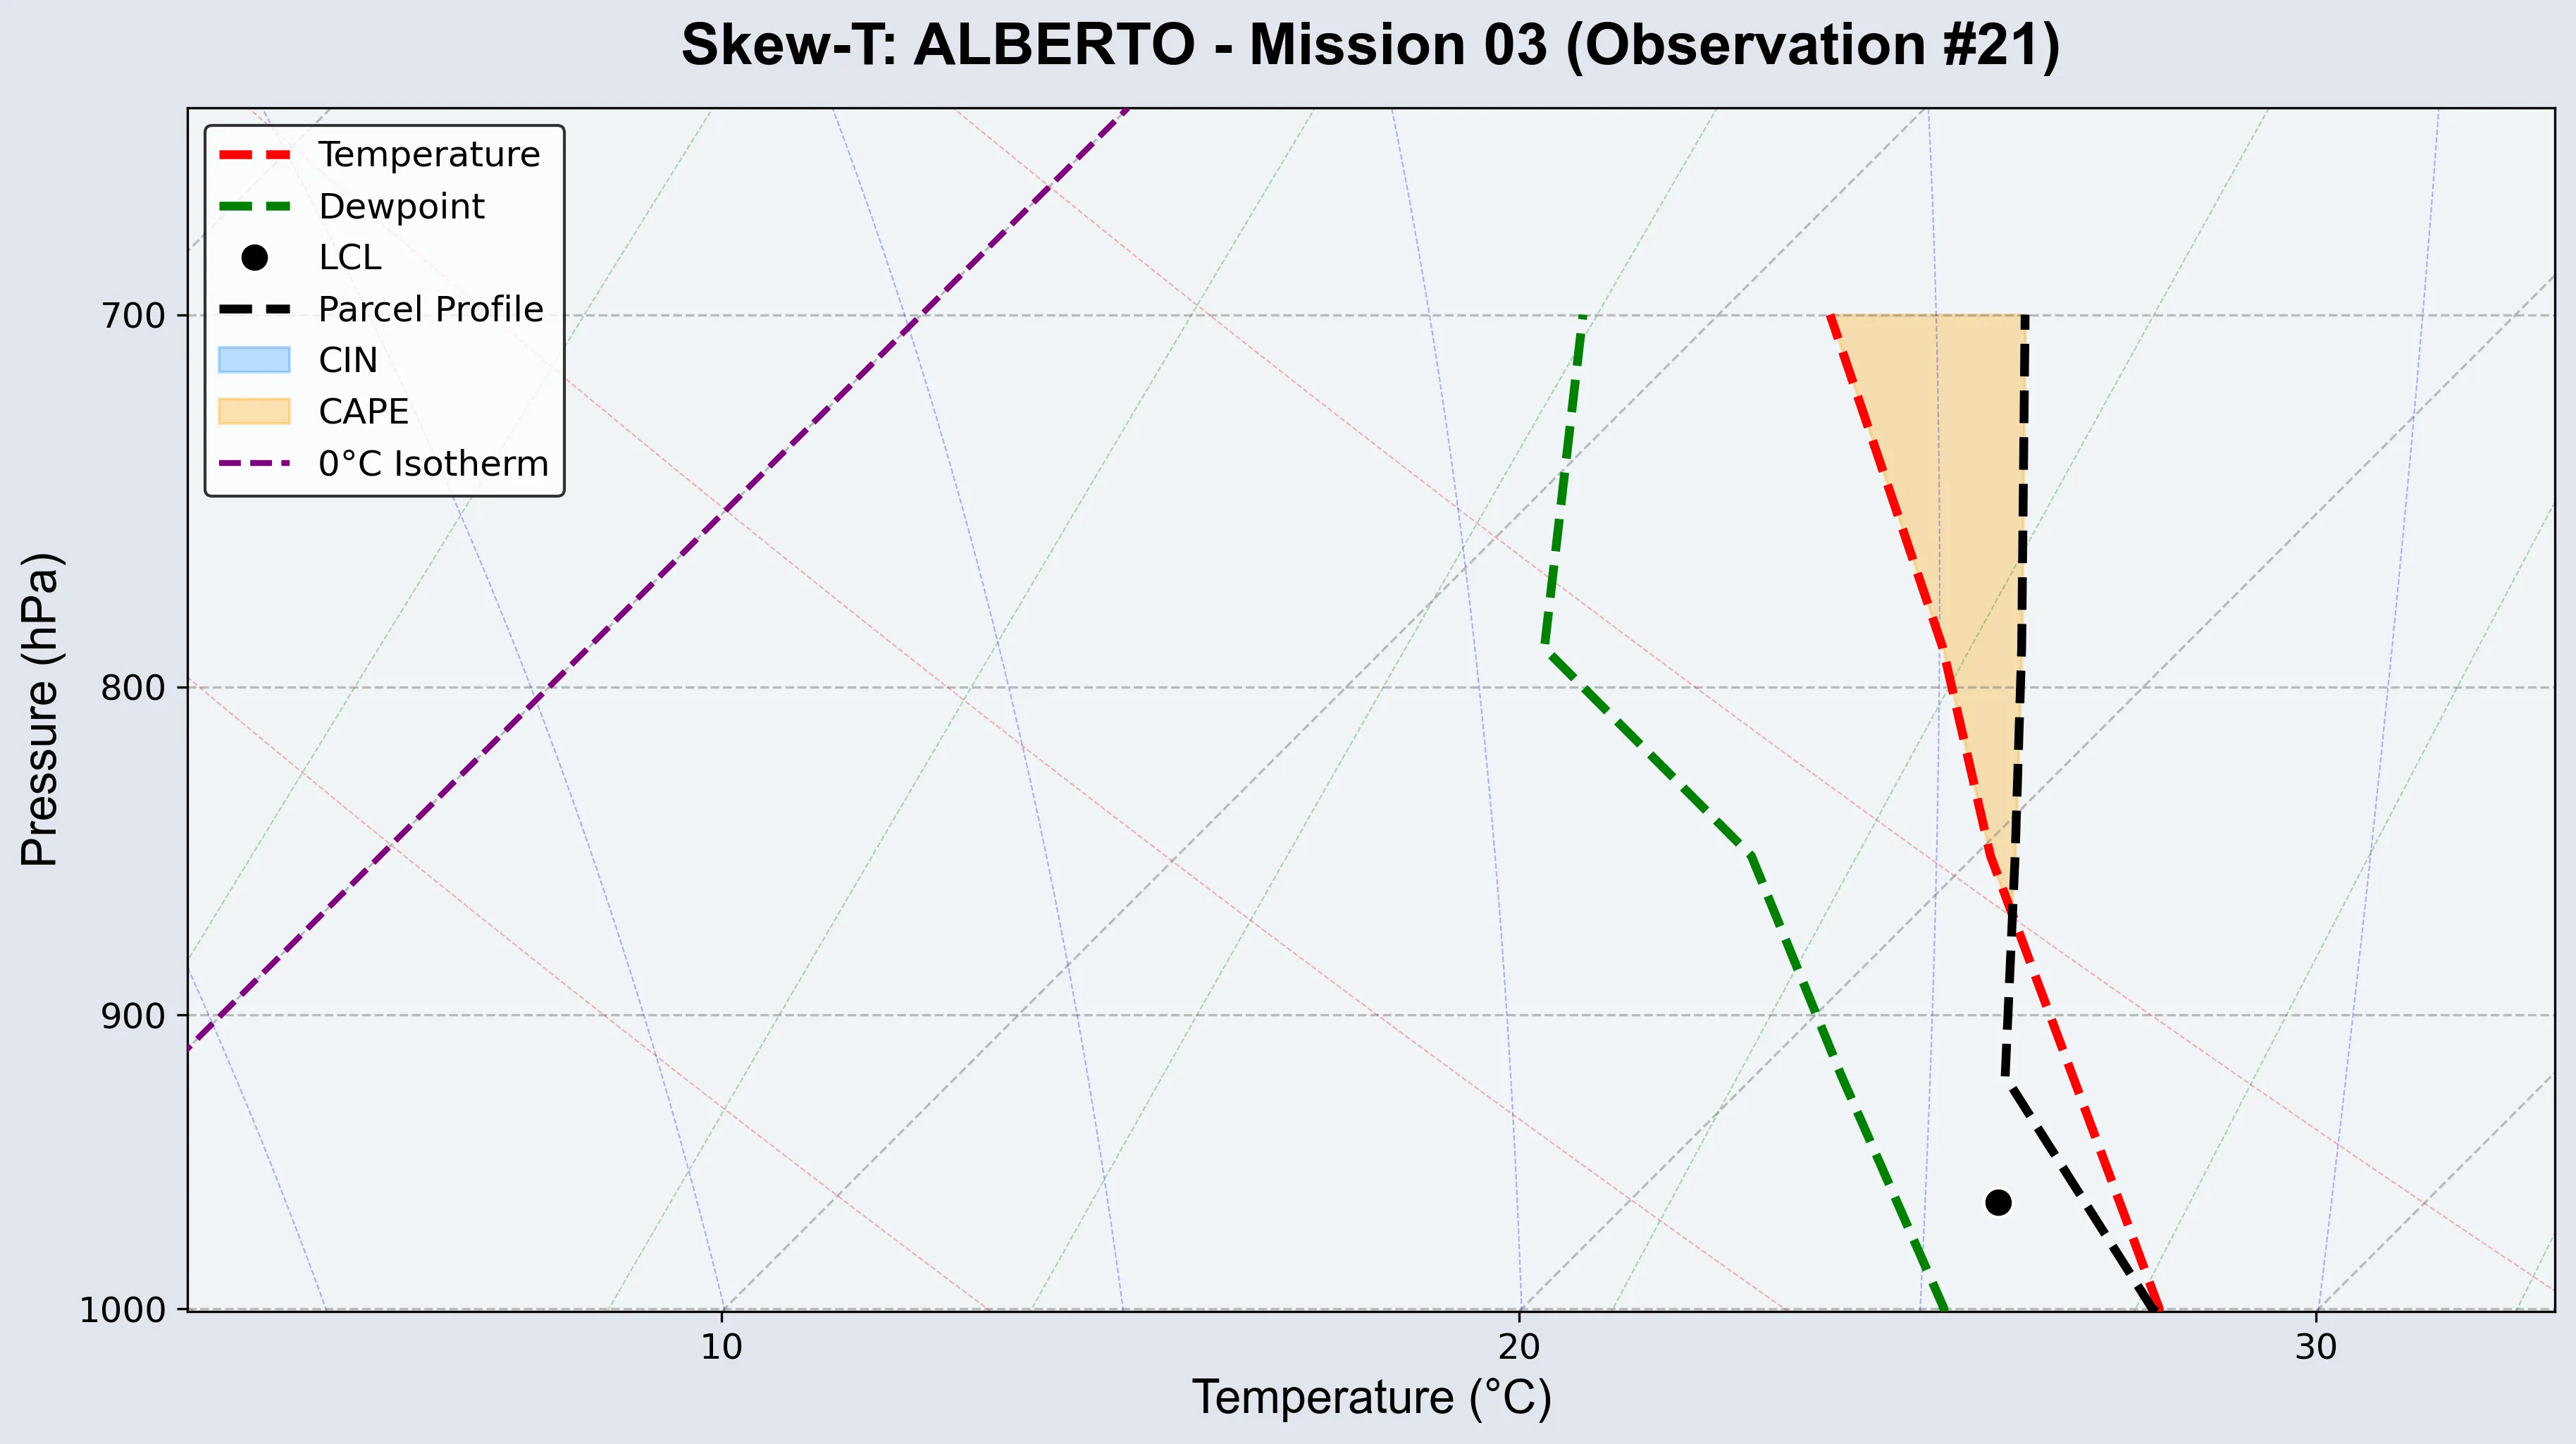 Skew-T: ALBERTO - Mission 03 (Observation #21)
Temperature
Dewpoint
LCL
Parcel Profile
CIN
CAPE
0°C Isotherm
Pressure (hPa)
700
800
900
1000
10 20 30
Temperature (°C)